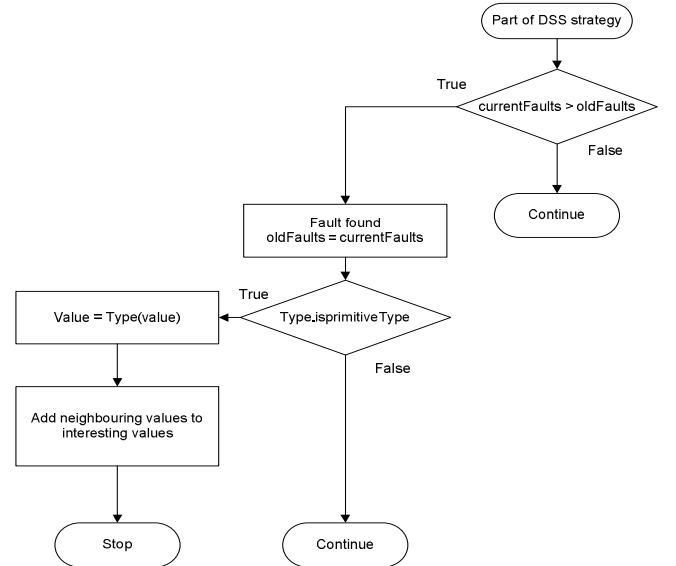 Part of DSS strategy
True
currentFaults > oldFaults
False
Continue
Fault found
oldFaults = currentFaults
True
Value = Type(value)
Type.isprimitiveType
False
Add neighbouring values to
interesting values
Stop
Continue